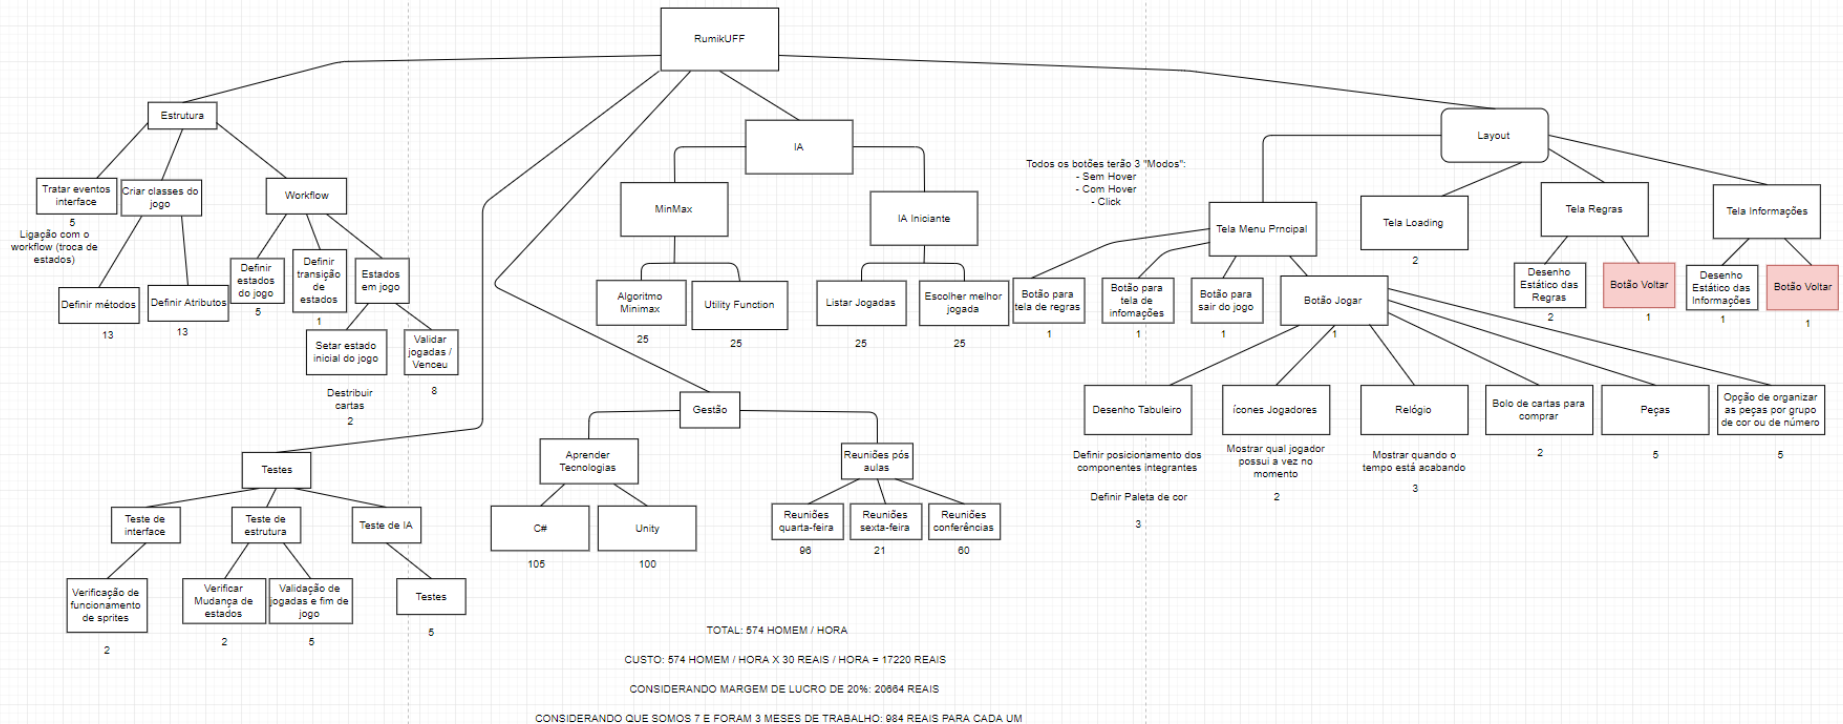 RumikUFF
Estrutura
Tratar eventos
interface
5
Ligação com o
workflow (troca de
estados)
Criar classes do
jogo
Definir métodos
13
Definir Atributos
13
Workflow
Definir
estados
do jogo
5
Definir
transição
de
estados
1
Estados
em jogo
Setar estado
inicial do jogo
Destribuir
cartas
2
Validar
jogadas /
Venceu
8
Testes
Teste de
interface
Verificação de
funcionamento
de sprites
2
Teste de
estrutura
Verificar
Mudança de
estados
2
Validação de
jogadas e fim de
jogo
5
Teste de IA
Testes
5
IA
MinMax
Algoritmo
Minimax
25
Utility Function
25
IA Iniciante
Listar Jogadas
25
Escolher melhor
jogada
25
Gestão
Aprender
Tecnologias
C#
105
Unity
100
Reuniões pós
aulas
Reuniões
quarta-feira
96
Reuniões
sexta-feira
21
Reuniões
conferências
60
Todos os botões terão 3 "Modos":
- Sem Hover
- Com Hover
- Click
Layout
Tela Menu Prncipal
Botão para
tela de regras
1
Botão para
tela de
infomações
1
Botão para
sair do jogo
1
Botão Jogar
1
Desenho Tabuleiro
Definir posicionamento dos
componentes integrantes
Definir Paleta de cor
3
ícones Jogadores
Mostrar qual jogador
possui a vez no
momento
2
Relógio
Mostrar quando o
tempo está acabando
3
Bolo de cartas para
comprar
2
Peças
5
Opção de organizar
as peças por grupo
de cor ou de número
5
Tela Loading
2
Tela Regras
Desenho
Estático das
Regras
2
Botão Voltar
1
Tela Informações
Desenho
Estático das
Informações
1
Botão Voltar
1
TOTAL: 574 HOMEM / HORA
CUSTO: 574 HOMEM / HORA X 30 REAIS / HORA = 17220 REAIS
CONSIDERANDO MARGEM DE LUCRO DE 20%: 20664 REAIS
CONSIDERANDO QUE SOMOS 7 E FORAM 3 MESES DE TRABALHO: 984 REAIS PARA CADA UM